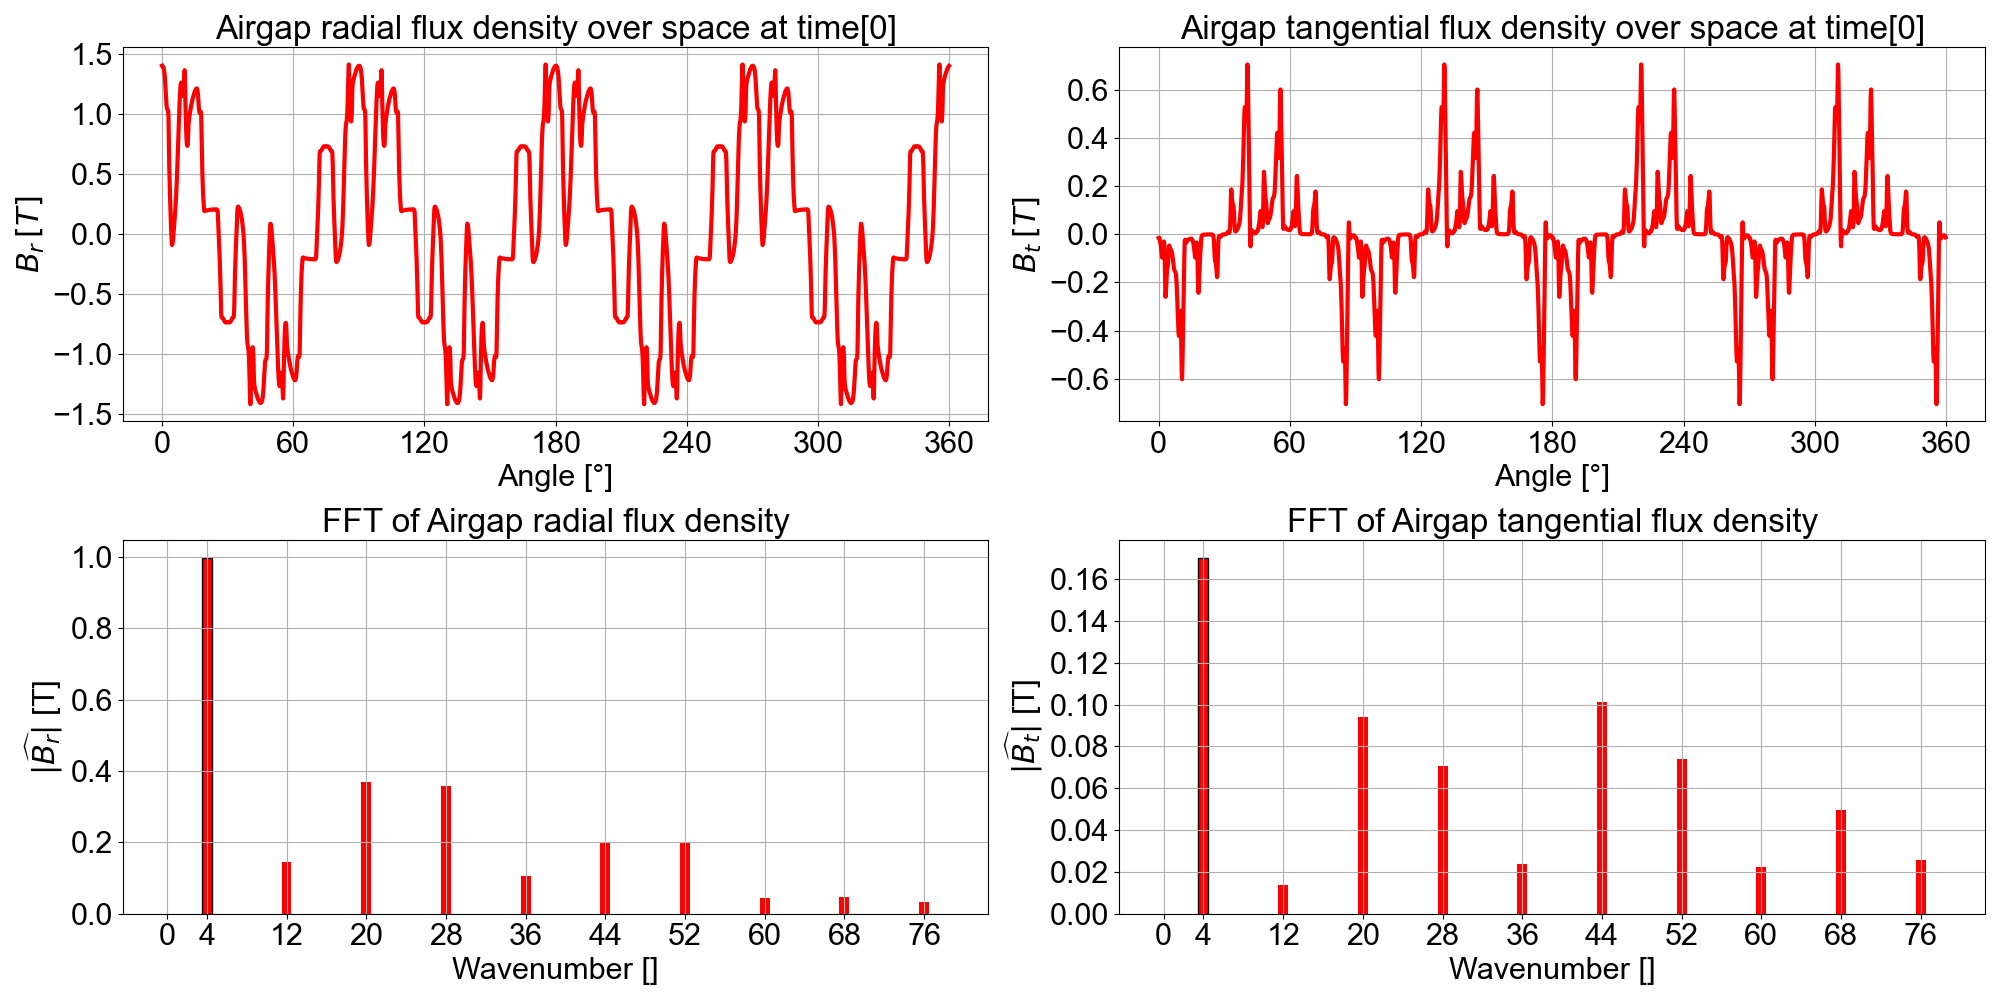 Airgap radial flux density over space at time[0]
1.5
1.0
0.5
0.0
−0.5
−1.0
−1.5
B_r [T]
0 60 120 180 240 300 360
Angle [°]
Airgap tangential flux density over space at time[0]
0.6
0.4
0.2
0.0
−0.2
−0.4
−0.6
B_t [T]
0 60 120 180 240 300 360
Angle [°]
FFT of Airgap radial flux density
1.0
0.8
0.6
0.4
0.2
0.0
|\widehat{B_r}| [T]
0 4 12 20 28 36 44 52 60 68 76
Wavenumber []
FFT of Airgap tangential flux density
0.16
0.14
0.12
0.10
0.08
0.06
0.04
0.02
0.00
|\widehat{B_t}| [T]
0 4 12 20 28 36 44 52 60 68 76
Wavenumber []